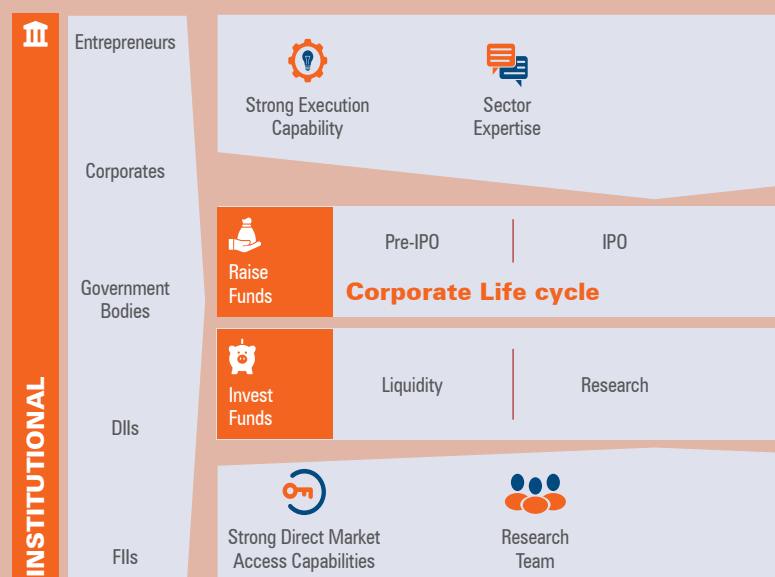 INSTITUTIONAL
Entrepreneurs
Corporates
Government
Bodies
DIIs
FIIs
Strong Execution
Capability
Sector
Expertise
Raise
Funds
Pre-IPO
IPO
Corporate Life cycle
Invest
Funds
Liquidity
Research
Strong Direct Market
Access Capabilities
Research
Team